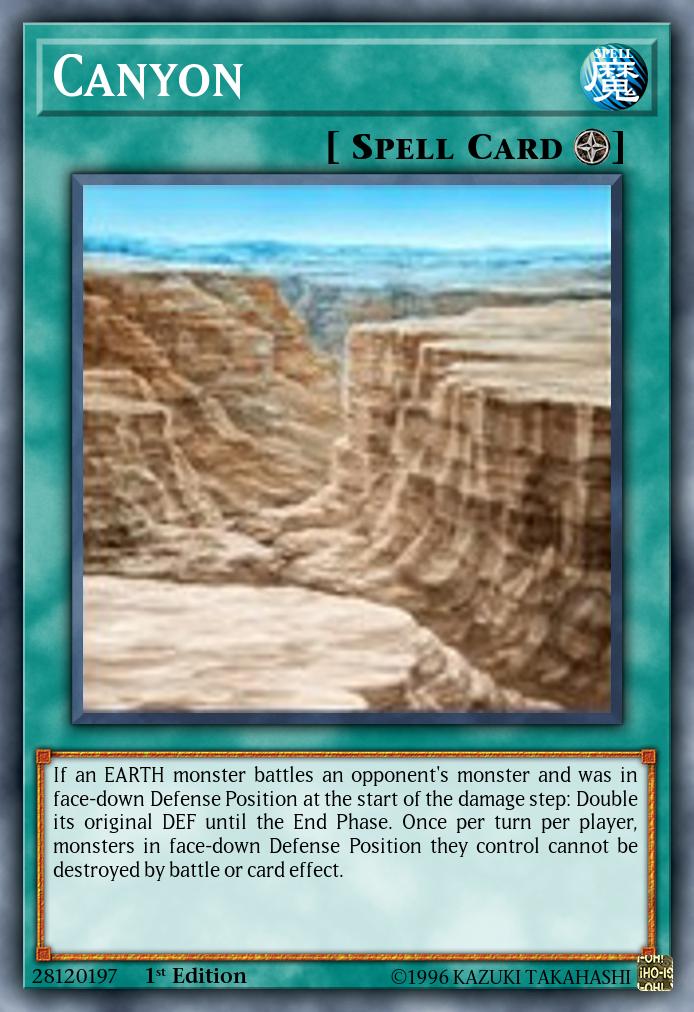 CANYON
SPELL
魔
[ SPELL CARD ]
If an EARTH monster battles an opponent's monster and was in
face-down Defense Position at the start of the damage step: Double
its original DEF until the End Phase. Once per turn per player,
monsters in face-down Defense Position they control cannot be
destroyed by battle or card effect.
28120197 1st Edition ©1996 KAZUKI TAKAHASHI